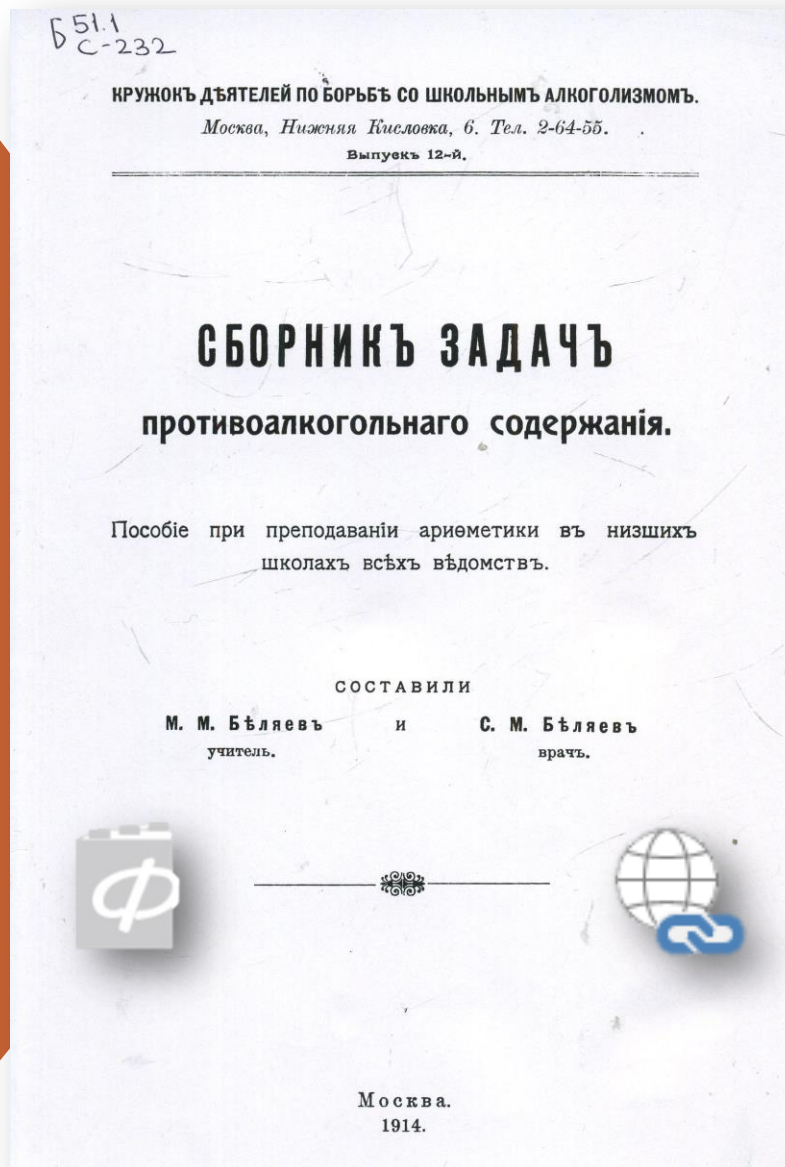 Б 51.1
С-232
КРУЖОКЪ ДѢЯТЕЛЕЙ ПО БОРЬБѢ СО ШКОЛЬНЫМЪ АЛКОГОЛИЗМОМЪ.
Москва, Нижняя Кисловка, 6. Тел. 2-64-55.
Выпускъ 12-й.
СБОРНИКЪ ЗАДАЧЪ
противоалкогольнаго содержанія.
Пособіе при преподаваніи ариѳметики въ низшихъ
школахъ всѣхъ вѣдомствъ.
СОСТАВИЛИ
М. М. Бѣляевъ и С. М. Бѣляевъ
учитель. врачъ.
Ф
Москва.
1914.